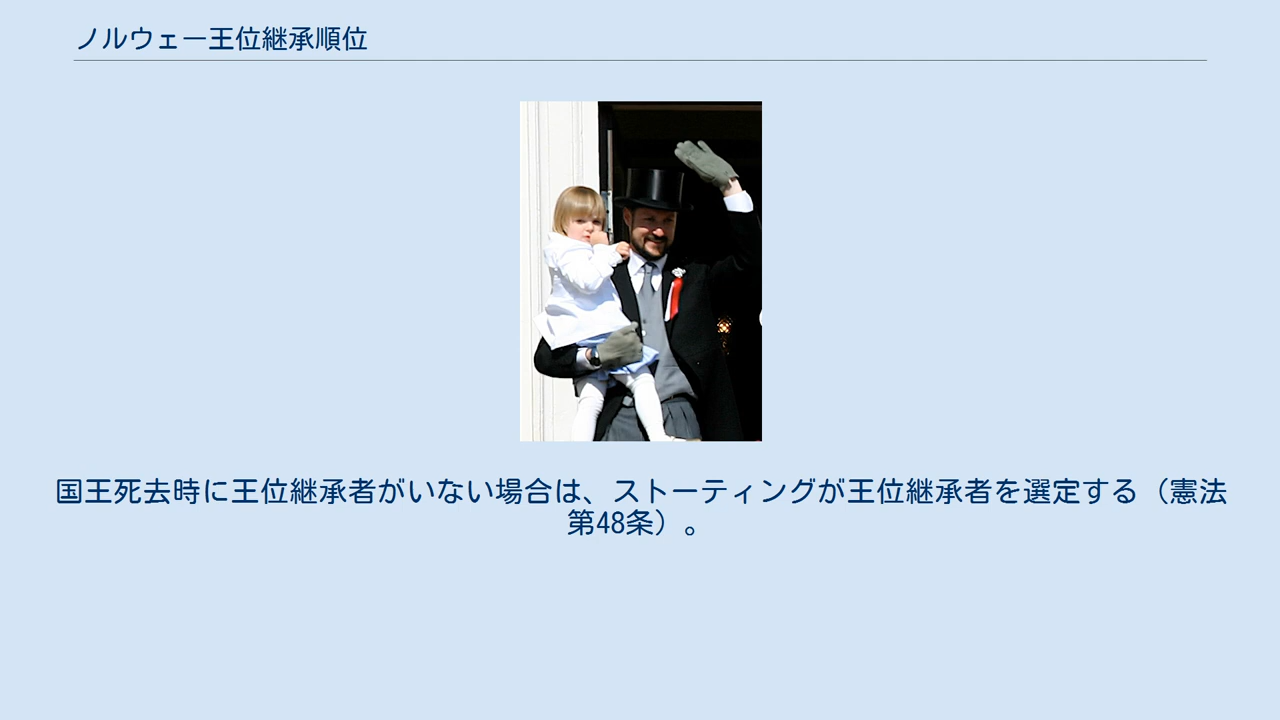 ノルウェー王位継承順位
国王死去時に王位継承者がいない場合は、ストーティングが王位継承者を選定する（憲法
第48条）。